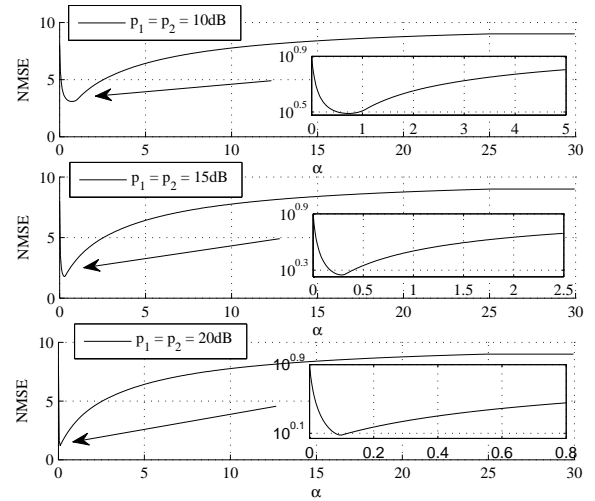 p1 = p2 = 10dB
10
5
0
NMSE
10^0.9
10^0.5
0 1 2 3 4 5
0 5 10 15 20 25 30
α
p1 = p2 = 15dB
10
5
0
NMSE
10^0.9
10^0.3
0 0.5 1 1.5 2 2.5
0 5 10 15 20 25 30
α
p1 = p2 = 20dB
10
5
0
NMSE
10^0.9
10^0.1
0 0.2 0.4 0.6 0.8
0 5 10 15 20 25 30
α